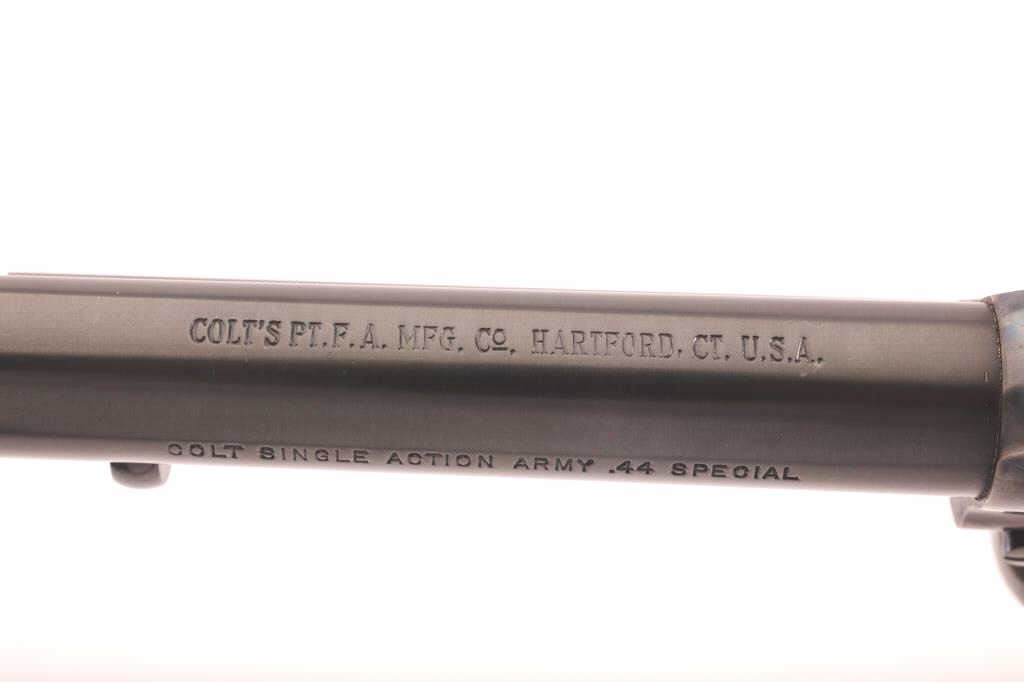 COLT'S PT. F. A. MFG. Co. HARTFORD, CT. U.S.A.
COLT SINGLE ACTION ARMY .44 SPECIAL